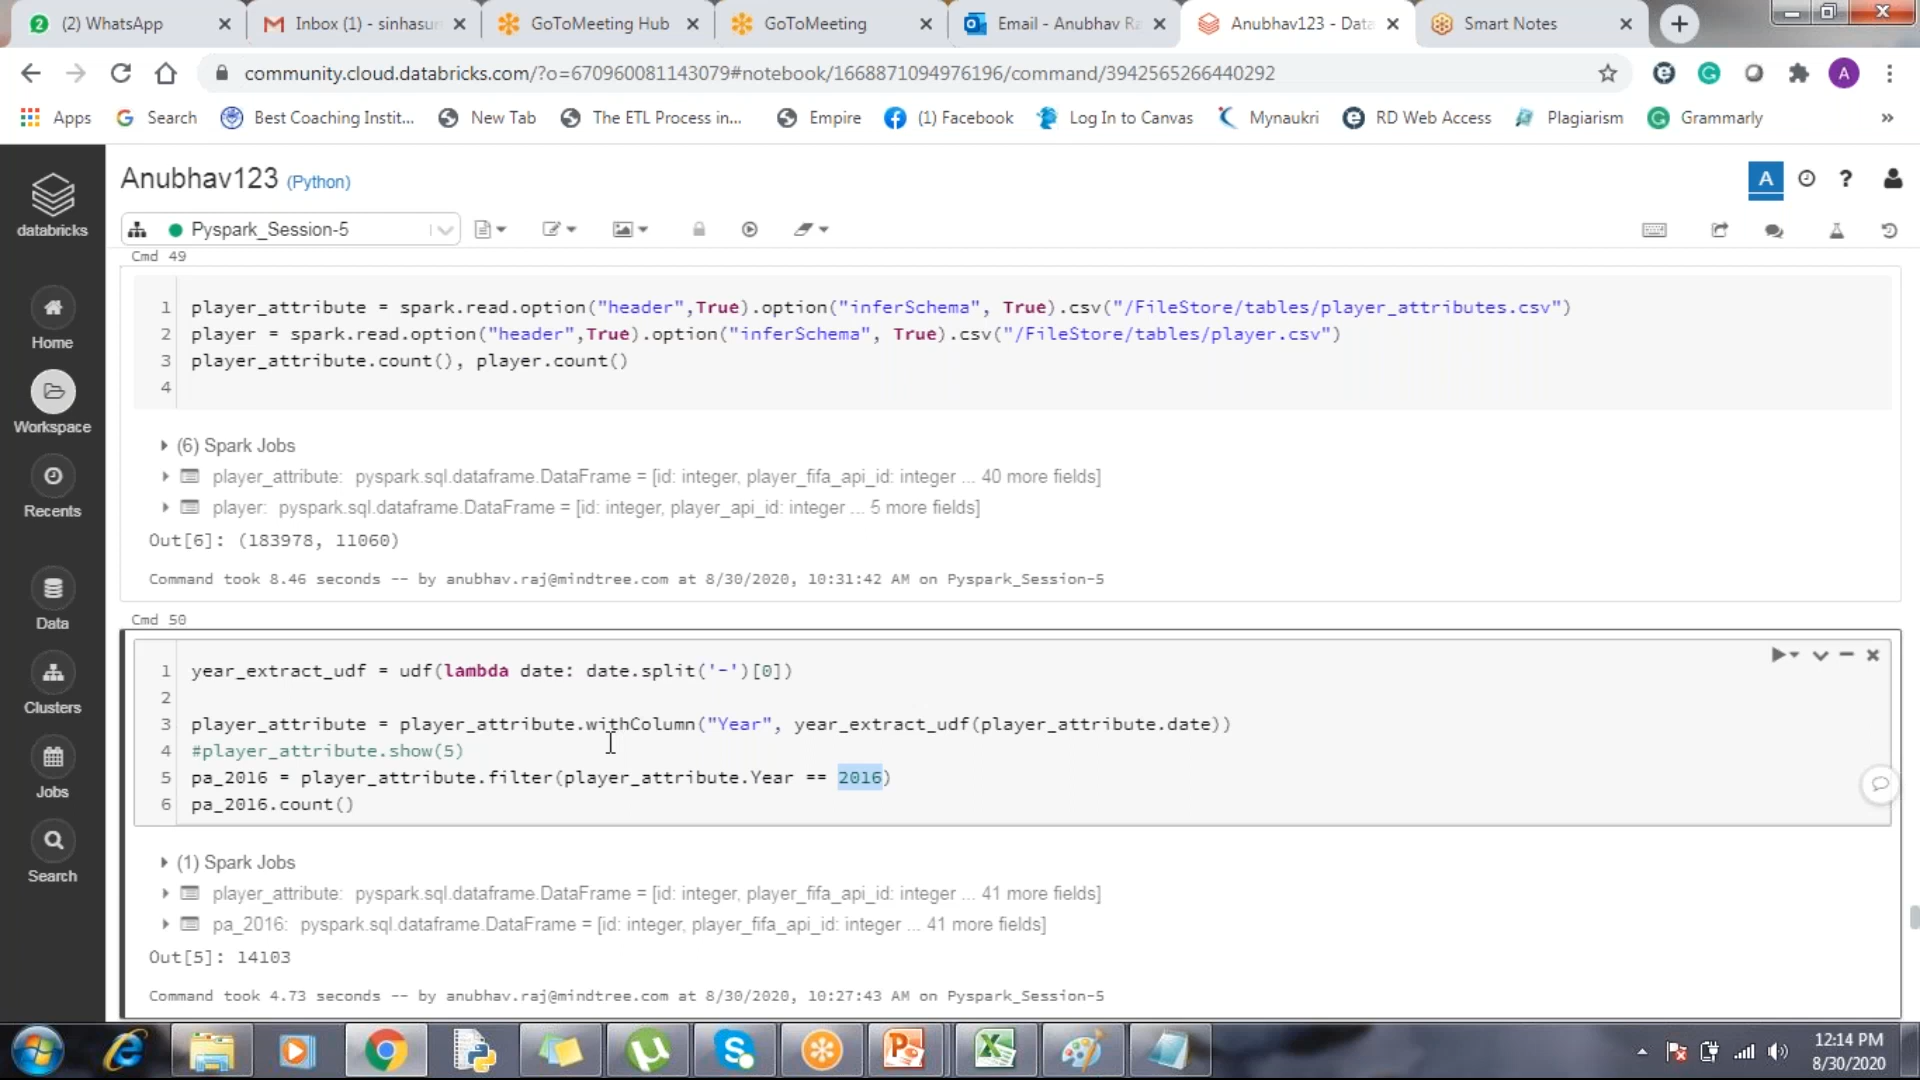 WhatsApp
Inbox (1) - sinhasur
GoToMeeting Hub
GoToMeeting
Email - Anubhav Ra
Anubhav123 - Data
Smart Notes
community.cloud.databricks.com/?o=670960081143079#notebook/1668871094976196/command/3942565266440292
A
Apps
Search
Best Coaching Instit...
New Tab
The ETL Process in...
Empire
(1) Facebook
Log In to Canvas
Mynaukri
RD Web Access
Plagiarism
Grammarly
»
databricks
Home
Workspace
Recents
Data
Clusters
Jobs
Search
Anubhav123 (Python)
A
?
Pyspark_Session-5
Cmd 49
1 player_attribute = spark.read.option("header",True).option("inferSchema", True).csv("/FileStore/tables/player_attributes.csv")
2 player = spark.read.option("header",True).option("inferSchema", True).csv("/FileStore/tables/player.csv")
3 player_attribute.count(), player.count()
4
(6) Spark Jobs
player_attribute: pyspark.sql.dataframe.DataFrame = [id: integer, player_fifa_api_id: integer ... 40 more fields]
player: pyspark.sql.dataframe.DataFrame = [id: integer, player_api_id: integer ... 5 more fields]
Out[6]: (183978, 11060)
Command took 8.46 seconds -- by anubhav.raj@mindtree.com at 8/30/2020, 10:31:42 AM on Pyspark_Session-5
Cmd 50
1 year_extract_udf = udf(lambda date: date.split('-')[0])
2
3 player_attribute = player_attribute.withColumn("Year", year_extract_udf(player_attribute.date))
4 #player_attribute.show(5)
5 pa_2016 = player_attribute.filter(player_attribute.Year == 2016)
6 pa_2016.count()
(1) Spark Jobs
player_attribute: pyspark.sql.dataframe.DataFrame = [id: integer, player_fifa_api_id: integer ... 41 more fields]
pa_2016: pyspark.sql.dataframe.DataFrame = [id: integer, player_fifa_api_id: integer ... 41 more fields]
Out[5]: 14103
Command took 4.73 seconds -- by anubhav.raj@mindtree.com at 8/30/2020, 10:27:43 AM on Pyspark_Session-5
12:14 PM
8/30/2020